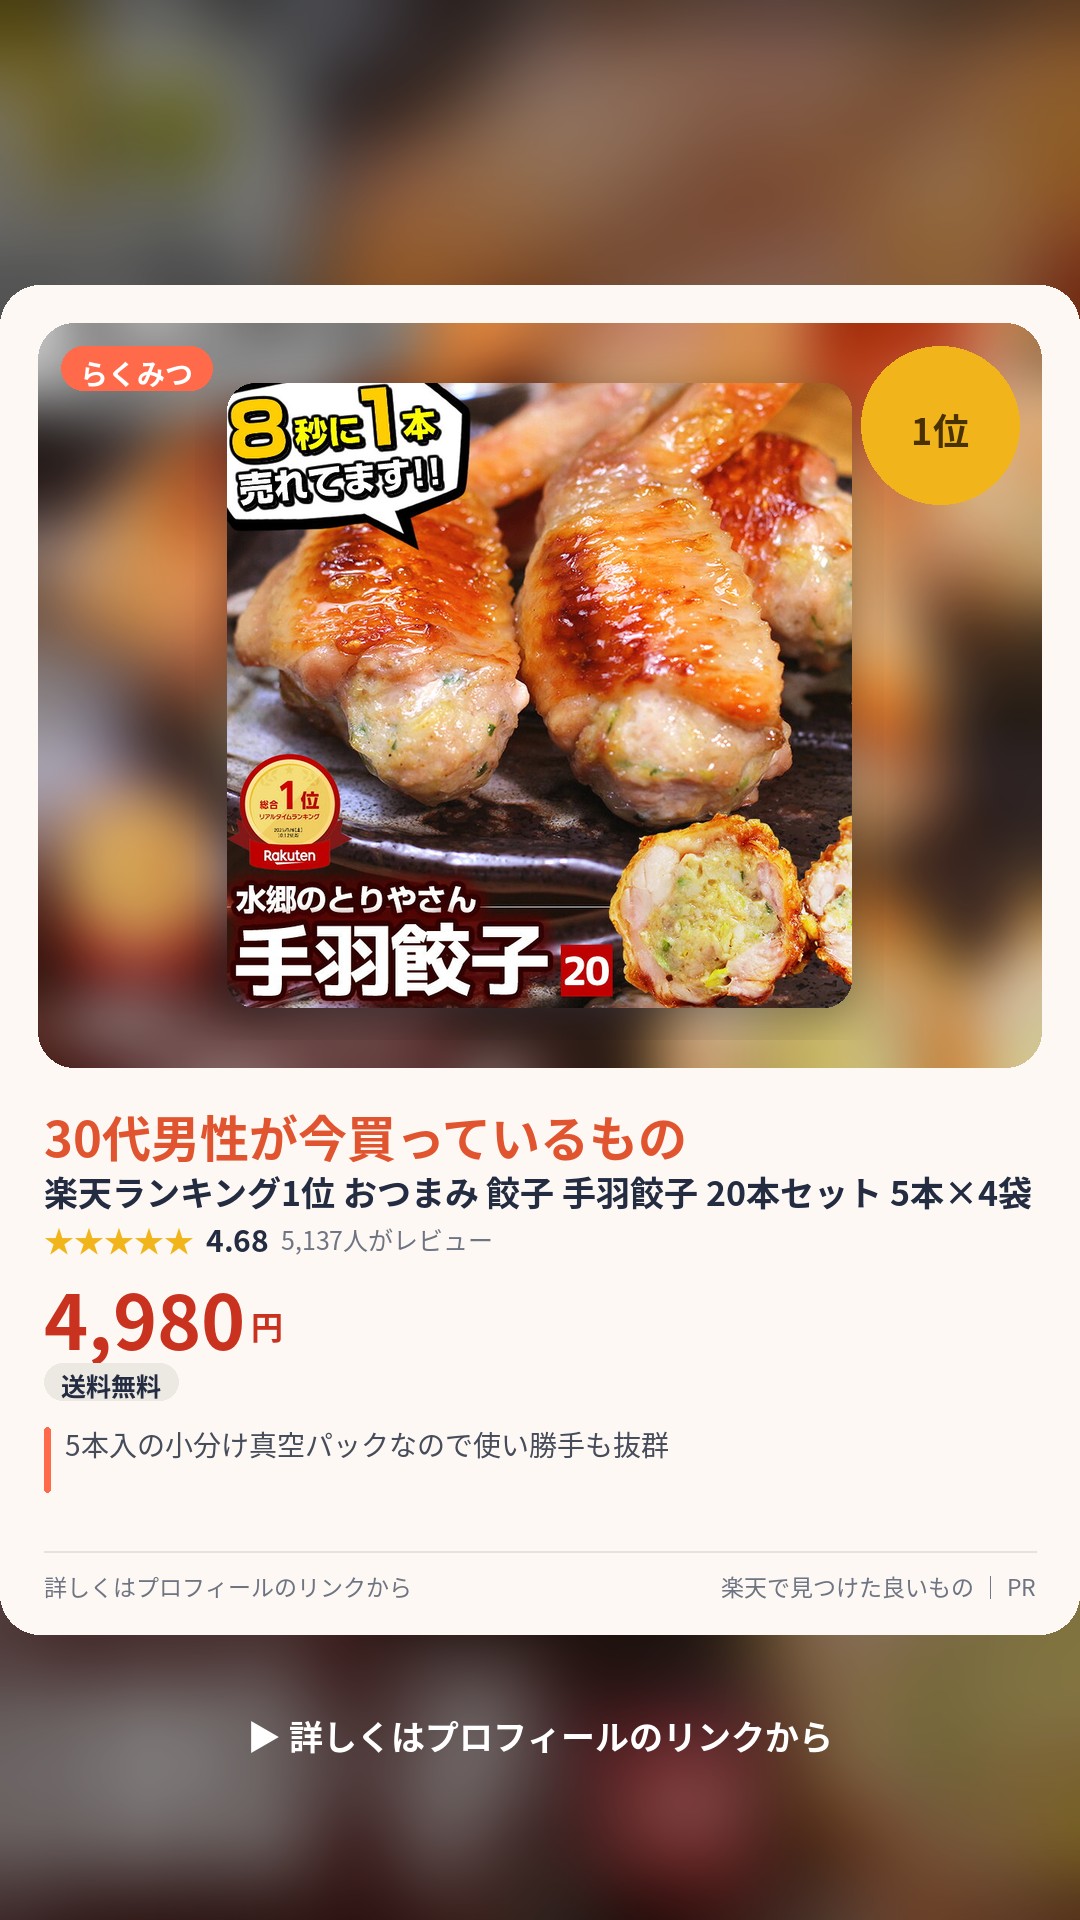 らくみつ
1位
8秒に1本
売れてます!!
総合1位
リアルタイムランキング
Rakuten
水郷のとりやさん
手羽餃子 20
30代男性が今買っているもの
楽天ランキング1位 おつまみ 餃子 手羽餃子 20本セット 5本×4袋
★★★★★ 4.68 5,137人がレビュー
4,980円
送料無料
5本入の小分け真空パックなので使い勝手も抜群
詳しくはプロフィールのリンクから
楽天で見つけた良いもの｜PR
▶ 詳しくはプロフィールのリンクから